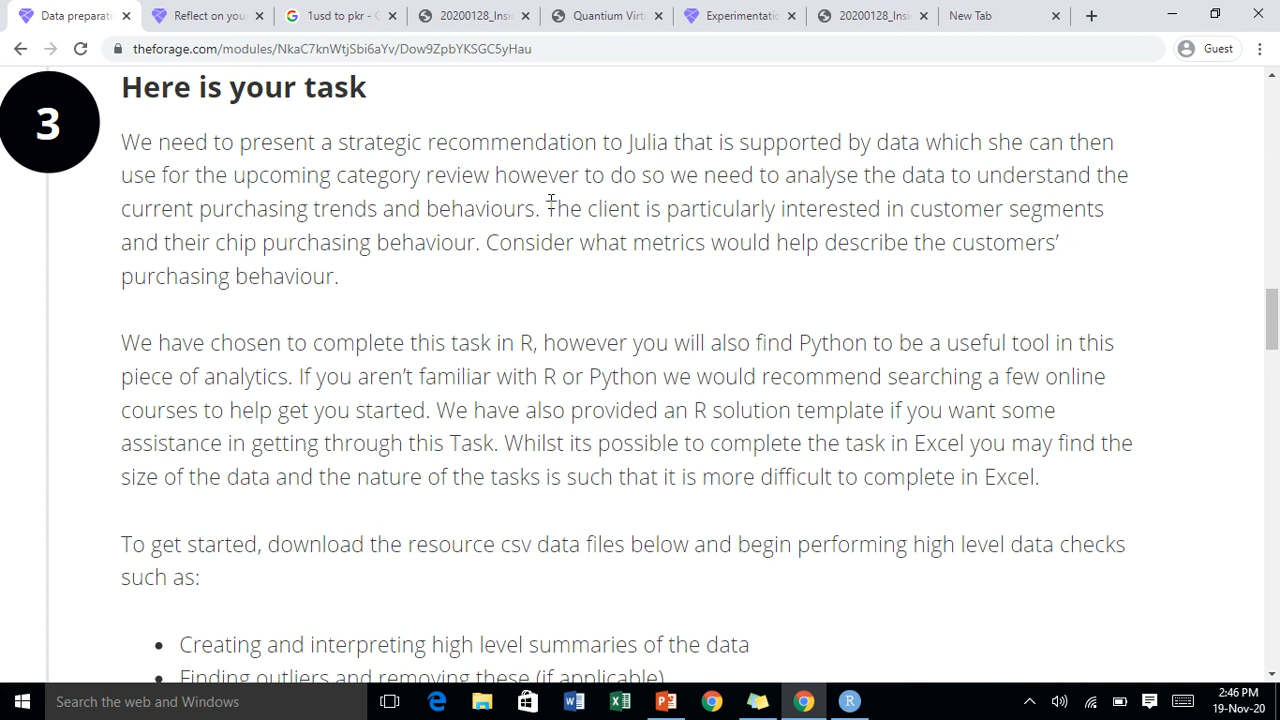 Data preparati
Reflect on you
1usd to pkr - G
20200128_Insi
Quantium Virtu
Experimentatio
20200128_Insi
New Tab
theforage.com/modules/NkaC7knWtjSbi6aYv/Dow9ZpbYKSGC5yHau
Guest
Here is your task
3
We need to present a strategic recommendation to Julia that is supported by data which she can then
use for the upcoming category review however to do so we need to analyse the data to understand the
current purchasing trends and behaviours. The client is particularly interested in customer segments
and their chip purchasing behaviour. Consider what metrics would help describe the customers’
purchasing behaviour.
We have chosen to complete this task in R, however you will also find Python to be a useful tool in this
piece of analytics. If you aren’t familiar with R or Python we would recommend searching a few online
courses to help get you started. We have also provided an R solution template if you want some
assistance in getting through this Task. Whilst its possible to complete the task in Excel you may find the
size of the data and the nature of the tasks is such that it is more difficult to complete in Excel.
To get started, download the resource csv data files below and begin performing high level data checks
such as:
• Creating and interpreting high level summaries of the data
• Finding outliers and removing these (if applicable)
Search the web and Windows
2:46 PM
19-Nov-20